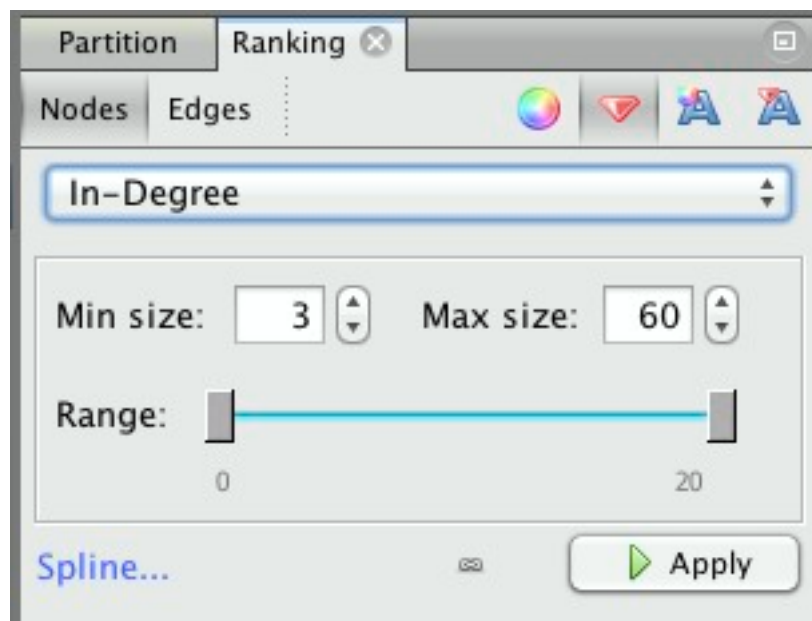 Partition Ranking
Nodes Edges A A
In-Degree
Min size: 3 Max size: 60
Range:
0 20
Spline... Apply